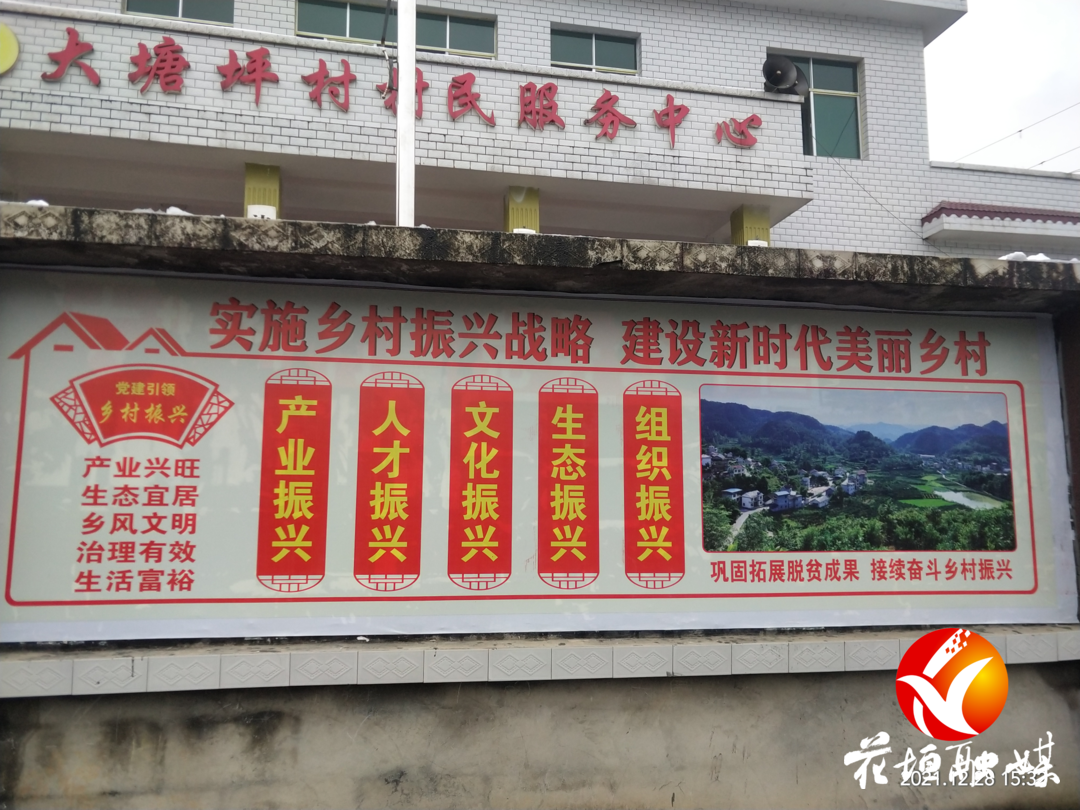 大塘坪村村民服务中心
实施乡村振兴战略 建设新时代美丽乡村
党建引领
乡村振兴
产业兴旺
生态宜居
乡风文明
治理有效
生活富裕
产业振兴
人才振兴
文化振兴
生态振兴
组织振兴
巩固拓展脱贫成果 接续奋斗乡村振兴
花垣融媒
2021.12.28 15:3